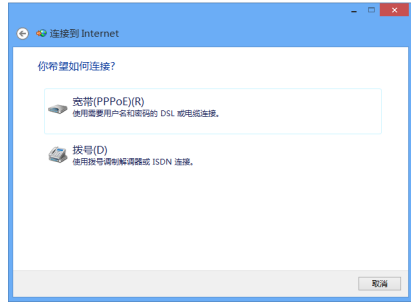 连接到 Internet
你希望如何连接?
宽带(PPPoE)(R)
使用需要用户名和密码的 DSL 或电缆连接。
拨号(D)
使用拨号调制解调器或 ISDN 连接。
取消